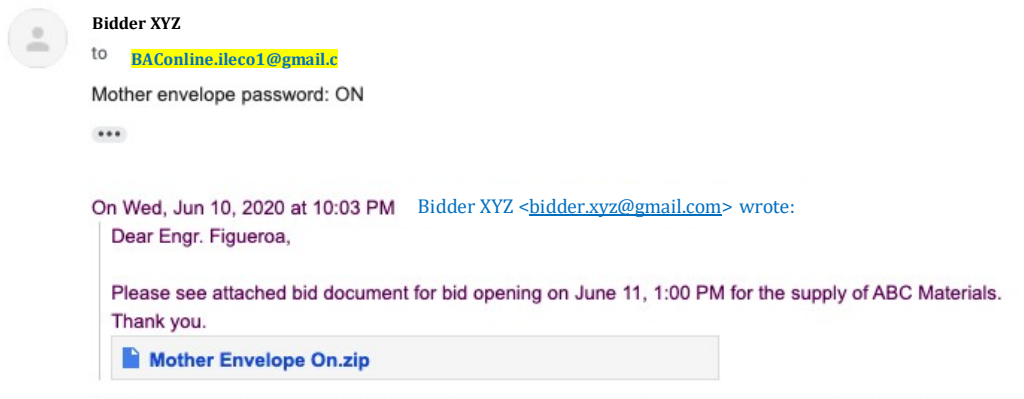 Bidder XYZ
to BAConline.ileco1@gmail.c
Mother envelope password: ON
•••
On Wed, Jun 10, 2020 at 10:03 PM Bidder XYZ <bidder.xyz@gmail.com> wrote:
Dear Engr. Figueroa,
Please see attached bid document for bid opening on June 11, 1:00 PM for the supply of ABC Materials.
Thank you.
Mother Envelope On.zip